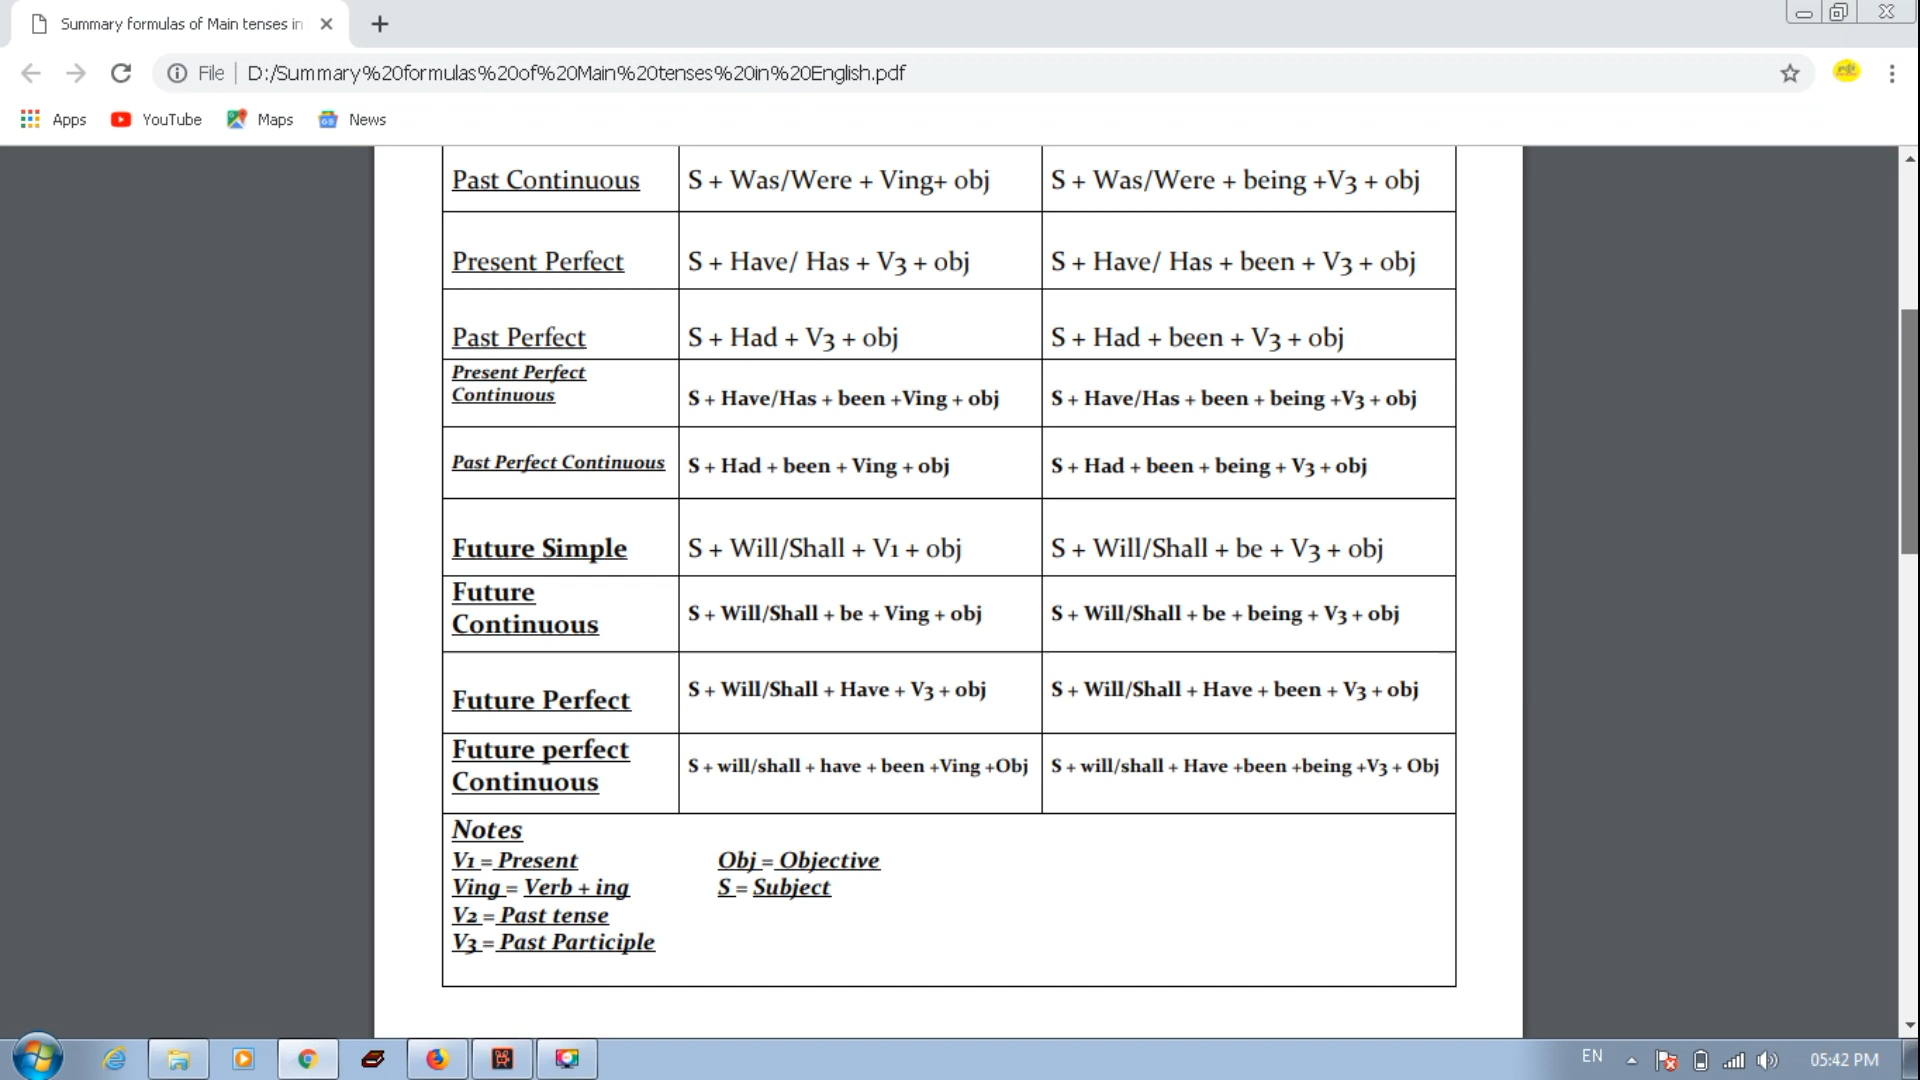 Summary formulas of Main tenses in
File | D:/Summary%20formulas%20of%20Main%20tenses%20in%20English.pdf
Apps YouTube Maps News
Past Continuous S + Was/Were + Ving+ obj S + Was/Were + being +V3 + obj
Present Perfect S + Have/ Has + V3 + obj S + Have/ Has + been + V3 + obj
Past Perfect S + Had + V3 + obj S + Had + been + V3 + obj
Present Perfect
Continuous S + Have/Has + been +Ving + obj S + Have/Has + been + being +V3 + obj
Past Perfect Continuous S + Had + been + Ving + obj S + Had + been + being + V3 + obj
Future Simple S + Will/Shall + V1 + obj S + Will/Shall + be + V3 + obj
Future
Continuous S + Will/Shall + be + Ving + obj S + Will/Shall + be + being + V3 + obj
Future Perfect S + Will/Shall + Have + V3 + obj S + Will/Shall + Have + been + V3 + obj
Future perfect
Continuous S + will/shall + have + been +Ving +Obj S + will/shall + Have +been +being +V3 + Obj
Notes
V1 = Present Obj = Objective
Ving = Verb + ing S = Subject
V2 = Past tense
V3 = Past Participle
EN 05:42 PM